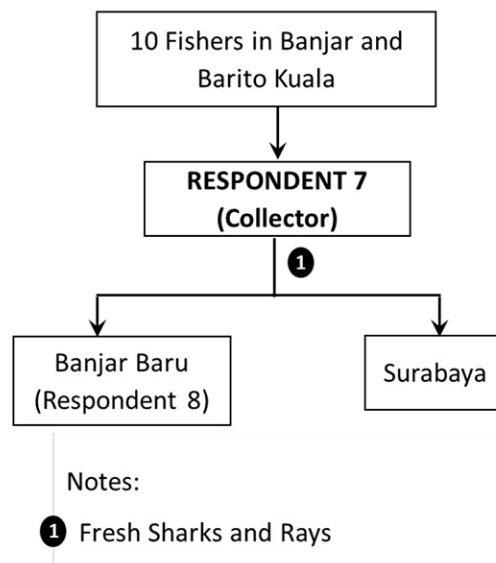 10 Fishers in Banjar and
Barito Kuala
RESPONDENT 7
(Collector)
1
Banjar Baru
(Respondent 8)
Surabaya
Notes:
1 Fresh Sharks and Rays